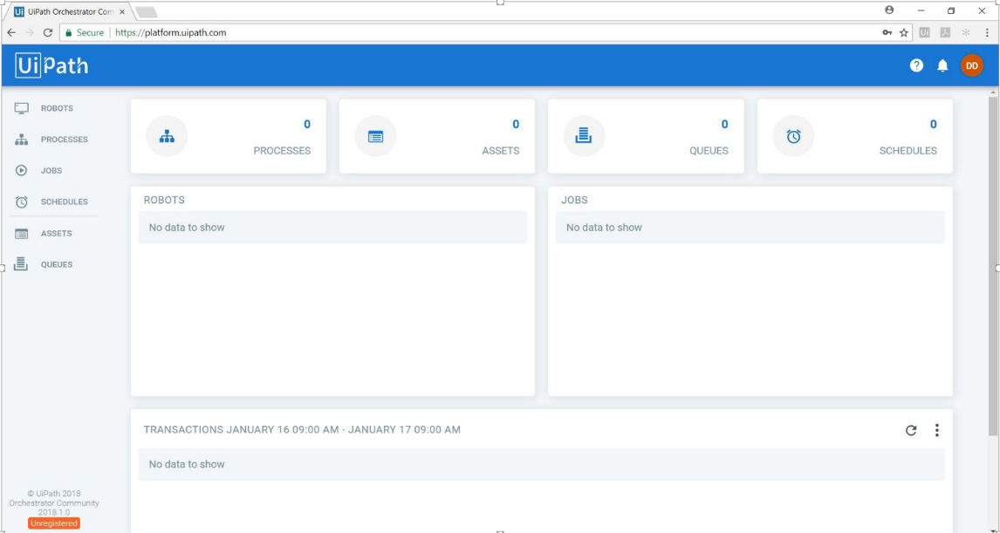 UiPath Orchestrator Com
Secure | https://platform.uipath.com
UiPath
DD
ROBOTS
PROCESSES
JOBS
SCHEDULES
ASSETS
QUEUES
0
PROCESSES
0
ASSETS
0
QUEUES
0
SCHEDULES
ROBOTS
No data to show
JOBS
No data to show
TRANSACTIONS JANUARY 16 09:00 AM - JANUARY 17 09:00 AM
No data to show
© UiPath 2018
Orchestrator Community
2018.1.0
Unregistered